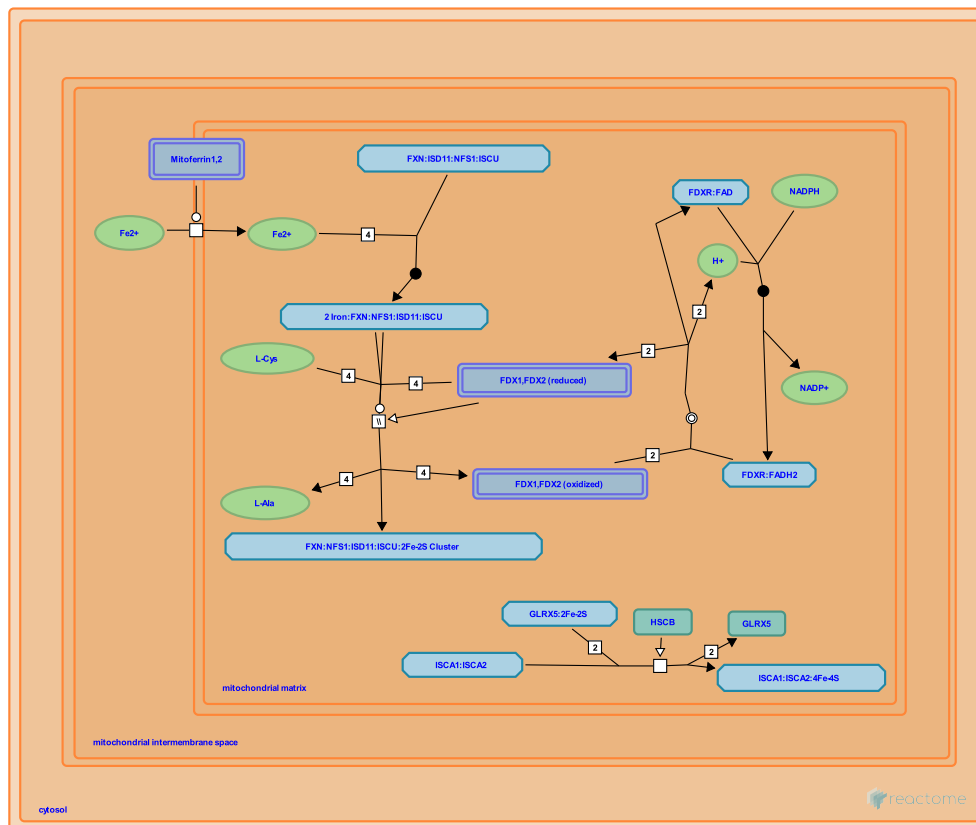 Mitoferrin1,2
FXN:ISD11:NFS1:ISCU
FDXR:FAD
NADPH
Fe2+
Fe2+
4
H+
2
2 Iron:FXN:NFS1:ISD11:ISCU
L-Cys
4
4
FDX1,FDX2 (reduced)
2
NADP+
\\
2
4
4
L-Ala
FDX1,FDX2 (oxidized)
FDXR:FADH2
FXN:NFS1:ISD11:ISCU:2Fe-2S Cluster
GLRX5:2Fe-2S
HSCB
GLRX5
2
2
ISCA1:ISCA2
ISCA1:ISCA2:4Fe-4S
mitochondrial matrix
mitochondrial intermembrane space
cytosol
reactome